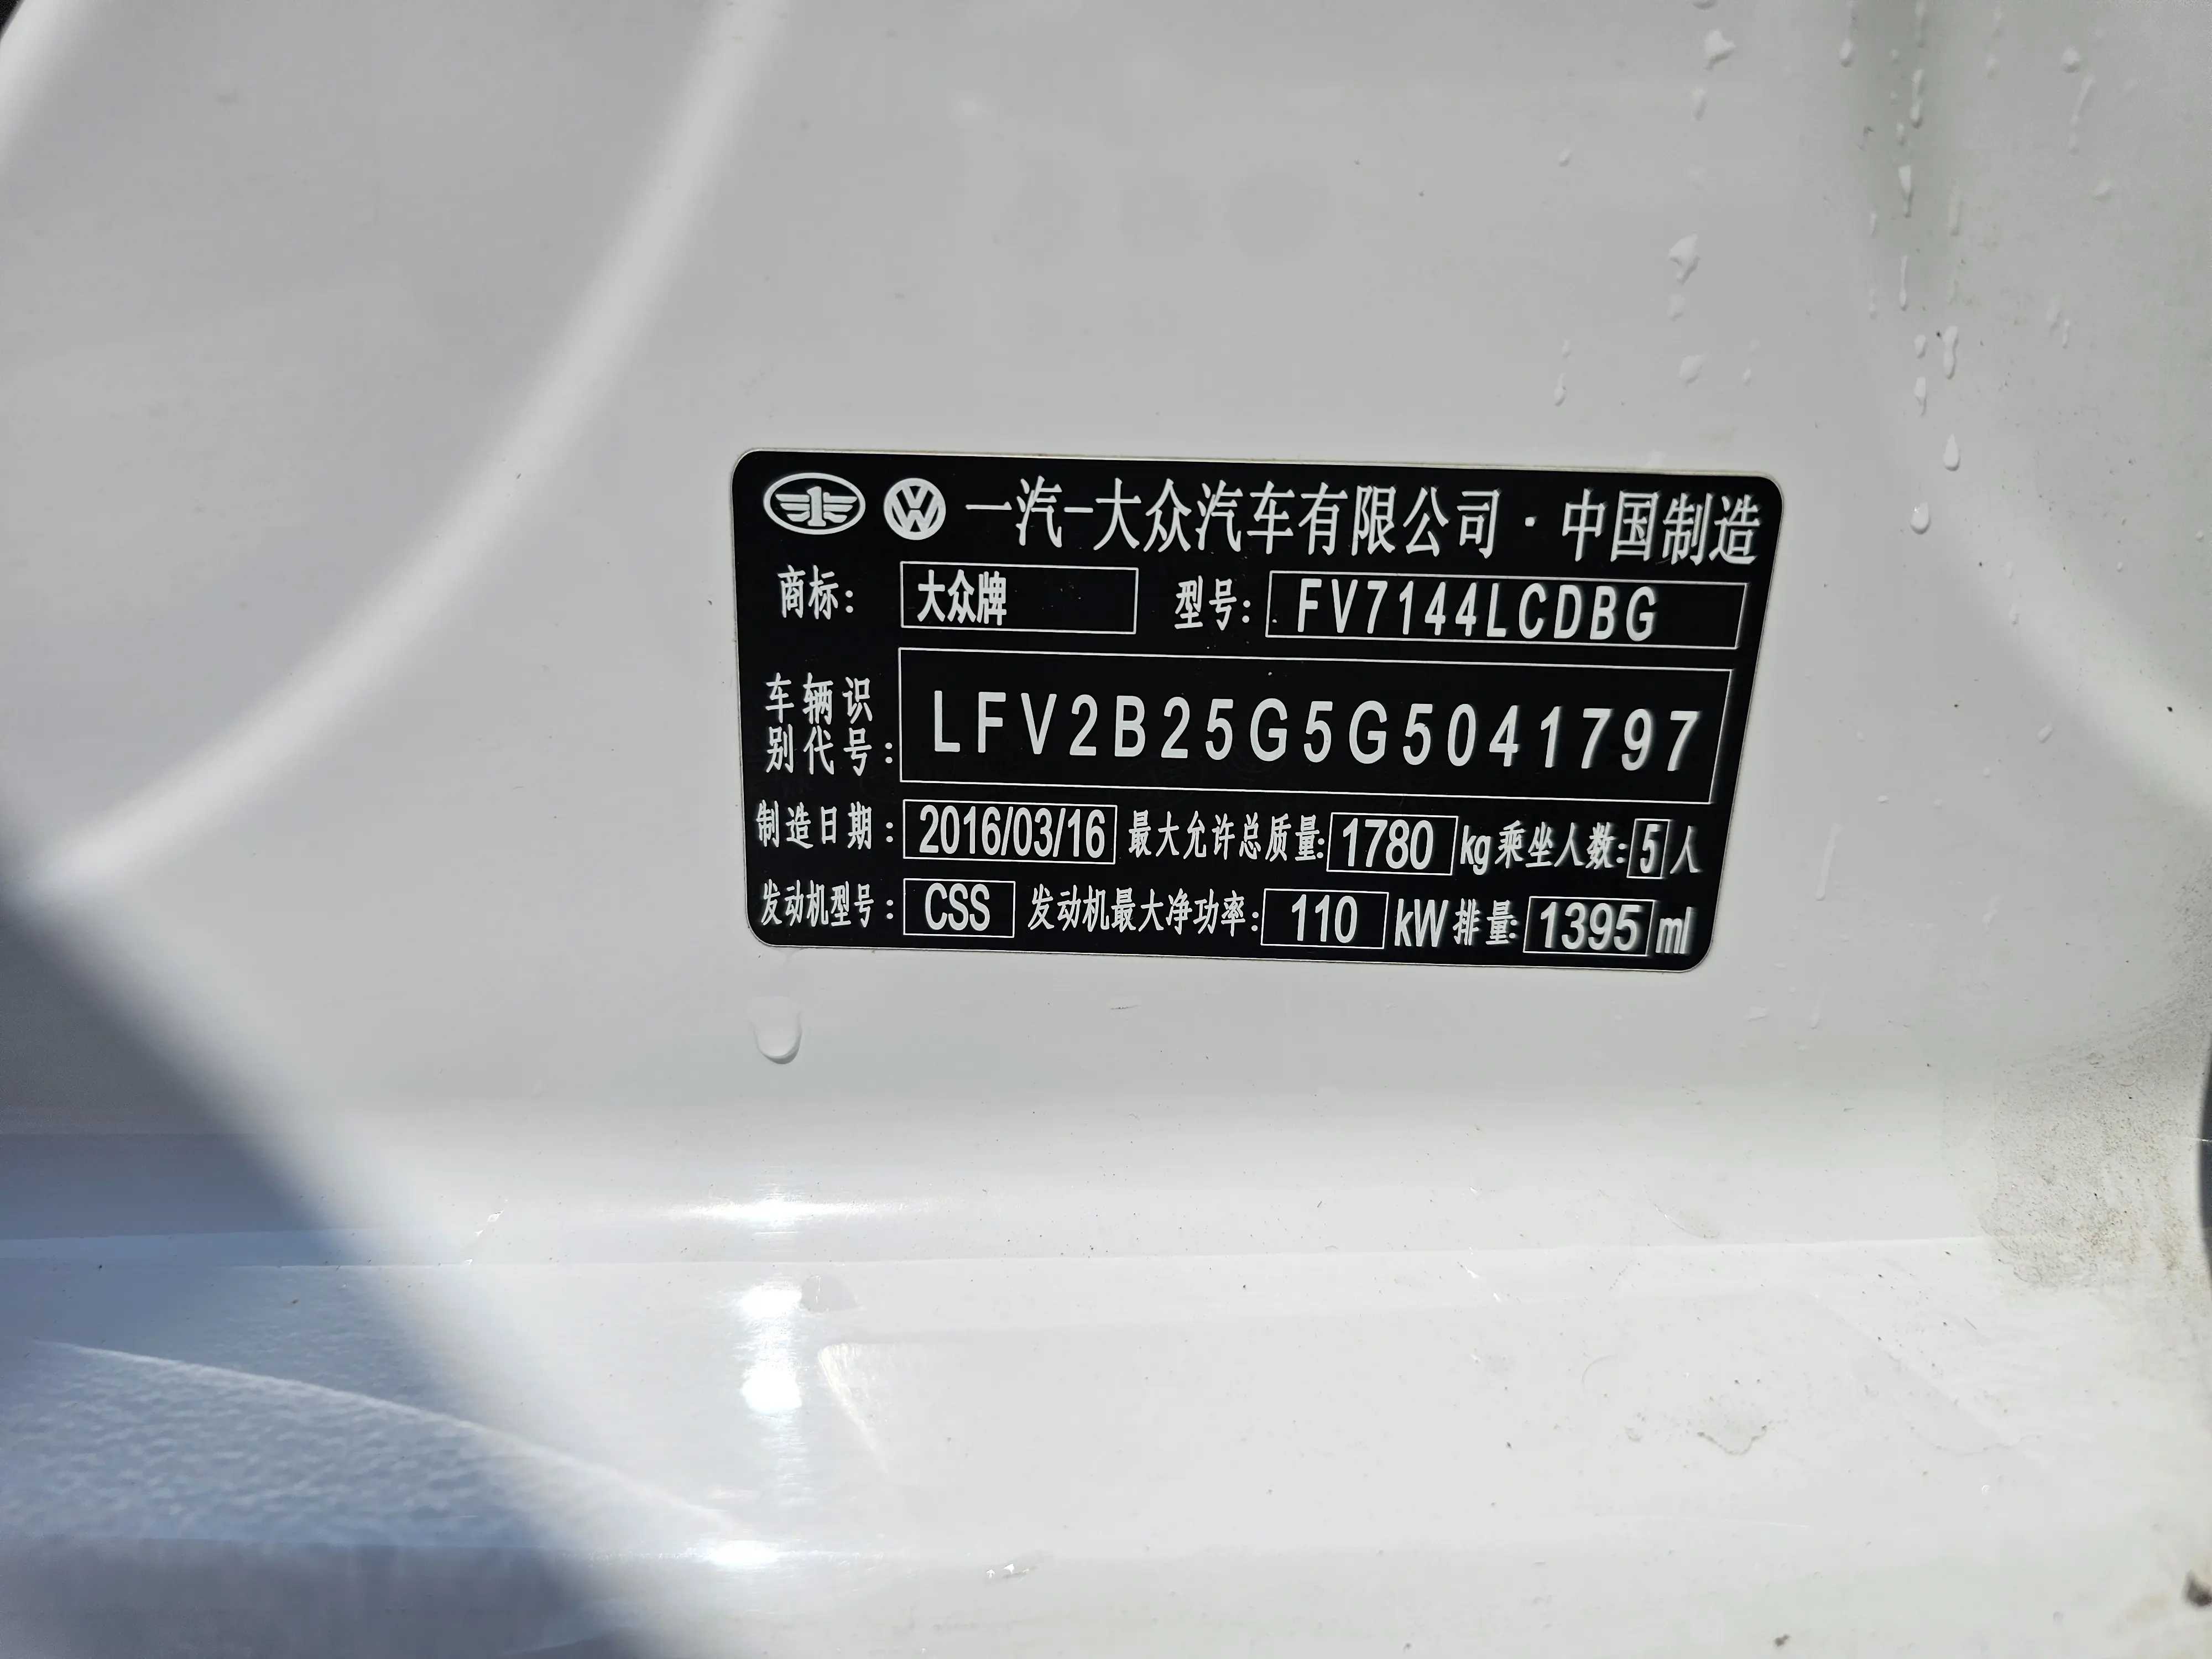 一汽-大众汽车有限公司·中国制造
商标: 大众牌 型号: FV7144LCDBG
车辆识别代号: LFV2B25G5G5041797
制造日期: 2016/03/16 最大允许总质量: 1780 kg 乘坐人数: 5 人
发动机型号: CSS 发动机最大净功率: 110 kW 排量: 1395 ml